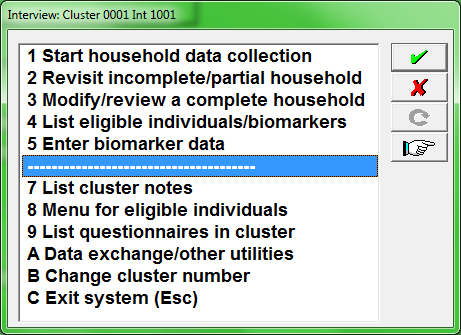 Interview: Cluster 0001 Int 1001
1 Start household data collection
2 Revisit incomplete/partial household
3 Modify/review a complete household
4 List eligible individuals/biomarkers
5 Enter biomarker data
--------------------------------------
7 List cluster notes
8 Menu for eligible individuals
9 List questionnaires in cluster
A Data exchange/other utilities
B Change cluster number
C Exit system (Esc)